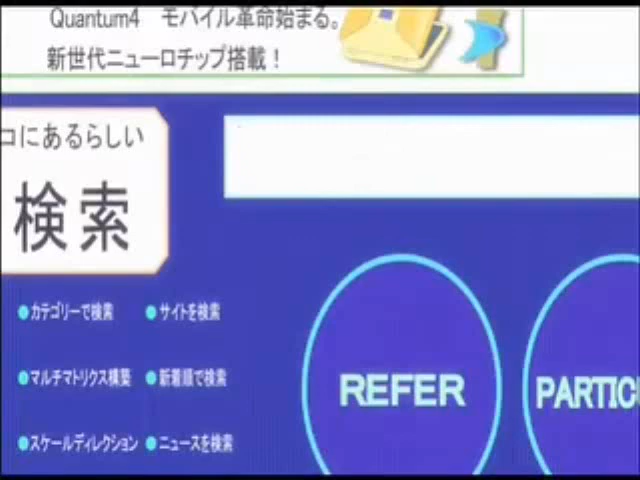 Quantum4 モバイル革命始まる。
新世代ニューロチップ搭載！
コにあるらしい
検索
●カテゴリーで検索 ●サイトを検索
●マルチマトリクス構築 ●新着順で検索
●スケールディレクション ●ニュースを検索
REFER
PARTIC